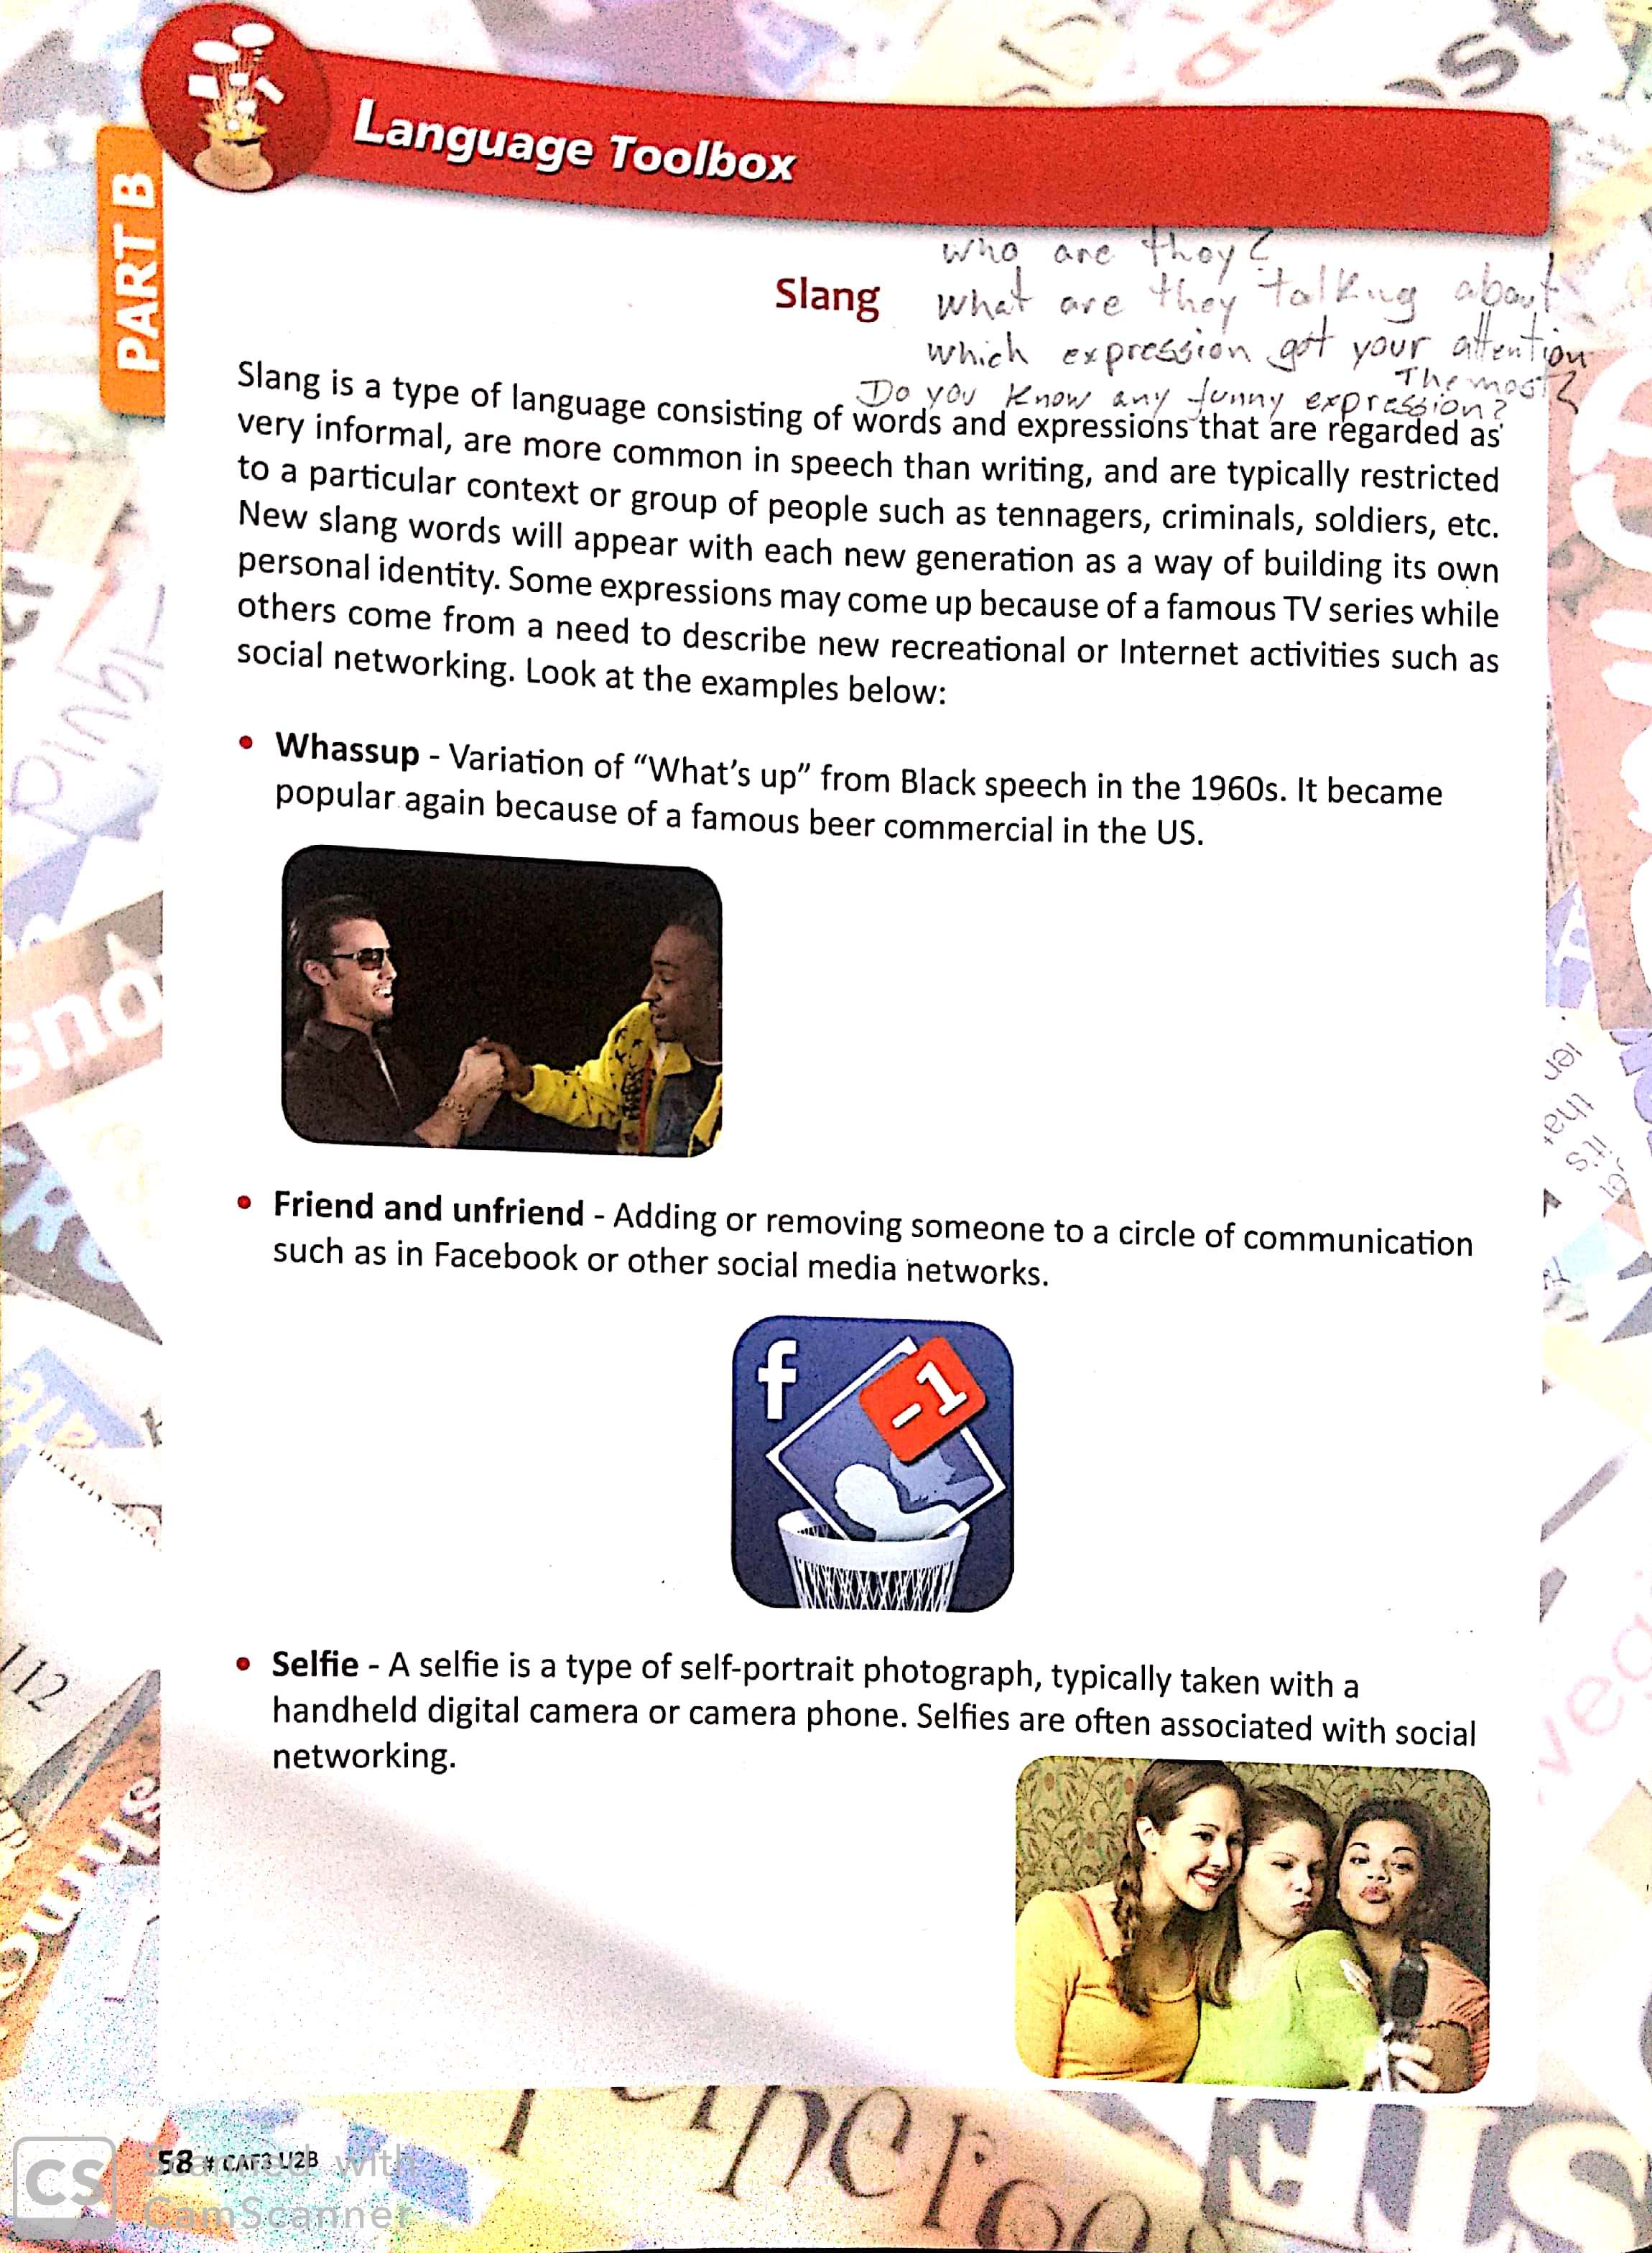 Language Toolbox
PART B
who are they?
Slang
what are they talking about
which expression got your attention
The most?
Do you know any funny expression?
Slang is a type of language consisting of words and expressions that are regarded as
very informal, are more common in speech than writing, and are typically restricted
to a particular context or group of people such as tennagers, criminals, soldiers, etc.
New slang words will appear with each new generation as a way of building its own
personal identity. Some expressions may come up because of a famous TV series while
others come from a need to describe new recreational or Internet activities such as
social networking. Look at the examples below:
• Whassup - Variation of “What’s up” from Black speech in the 1960s. It became
popular again because of a famous beer commercial in the US.
• Friend and unfriend - Adding or removing someone to a circle of communication
such as in Facebook or other social media networks.
f
-1
• Selfie - A selfie is a type of self-portrait photograph, typically taken with a
handheld digital camera or camera phone. Selfies are often associated with social
networking.
58 # CAF3 U2B
CS
Scanned with
CamScanner
112